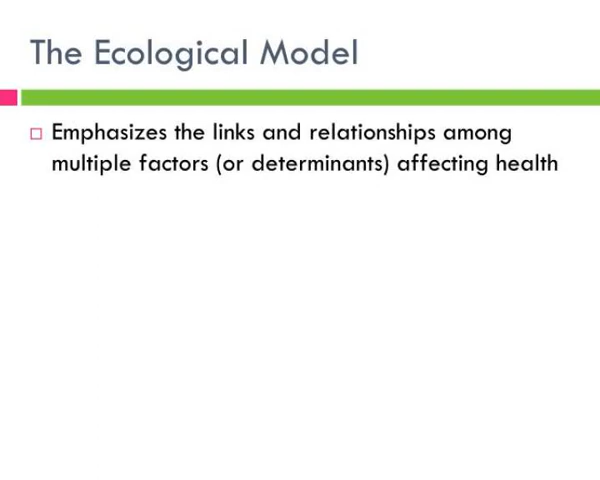 The Ecological Model
Emphasizes the links and relationships among
multiple factors (or determinants) affecting health